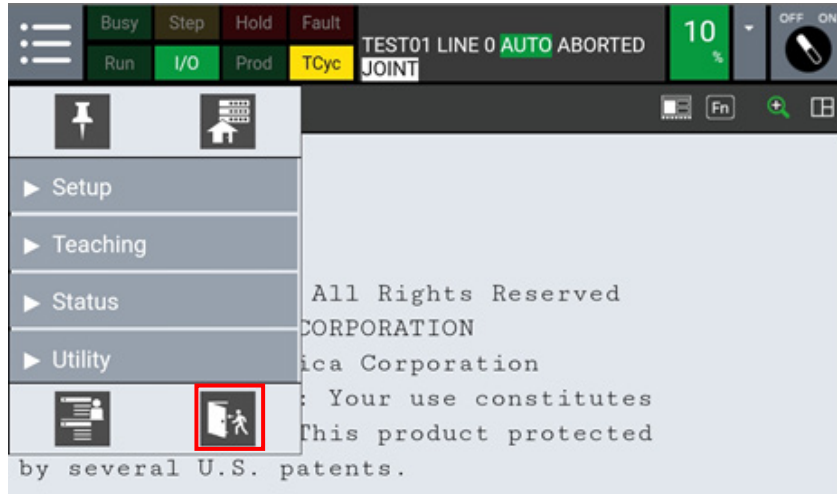 Busy Step Hold Fault
Run I/O Prod TCyc
TEST01 LINE 0 AUTO ABORTED
JOINT
10
%
OFF ON
Fn
Setup
Teaching
Status
Utility
All Rights Reserved
CORPORATION
ica Corporation
: Your use constitutes
This product protected
by several U.S. patents.